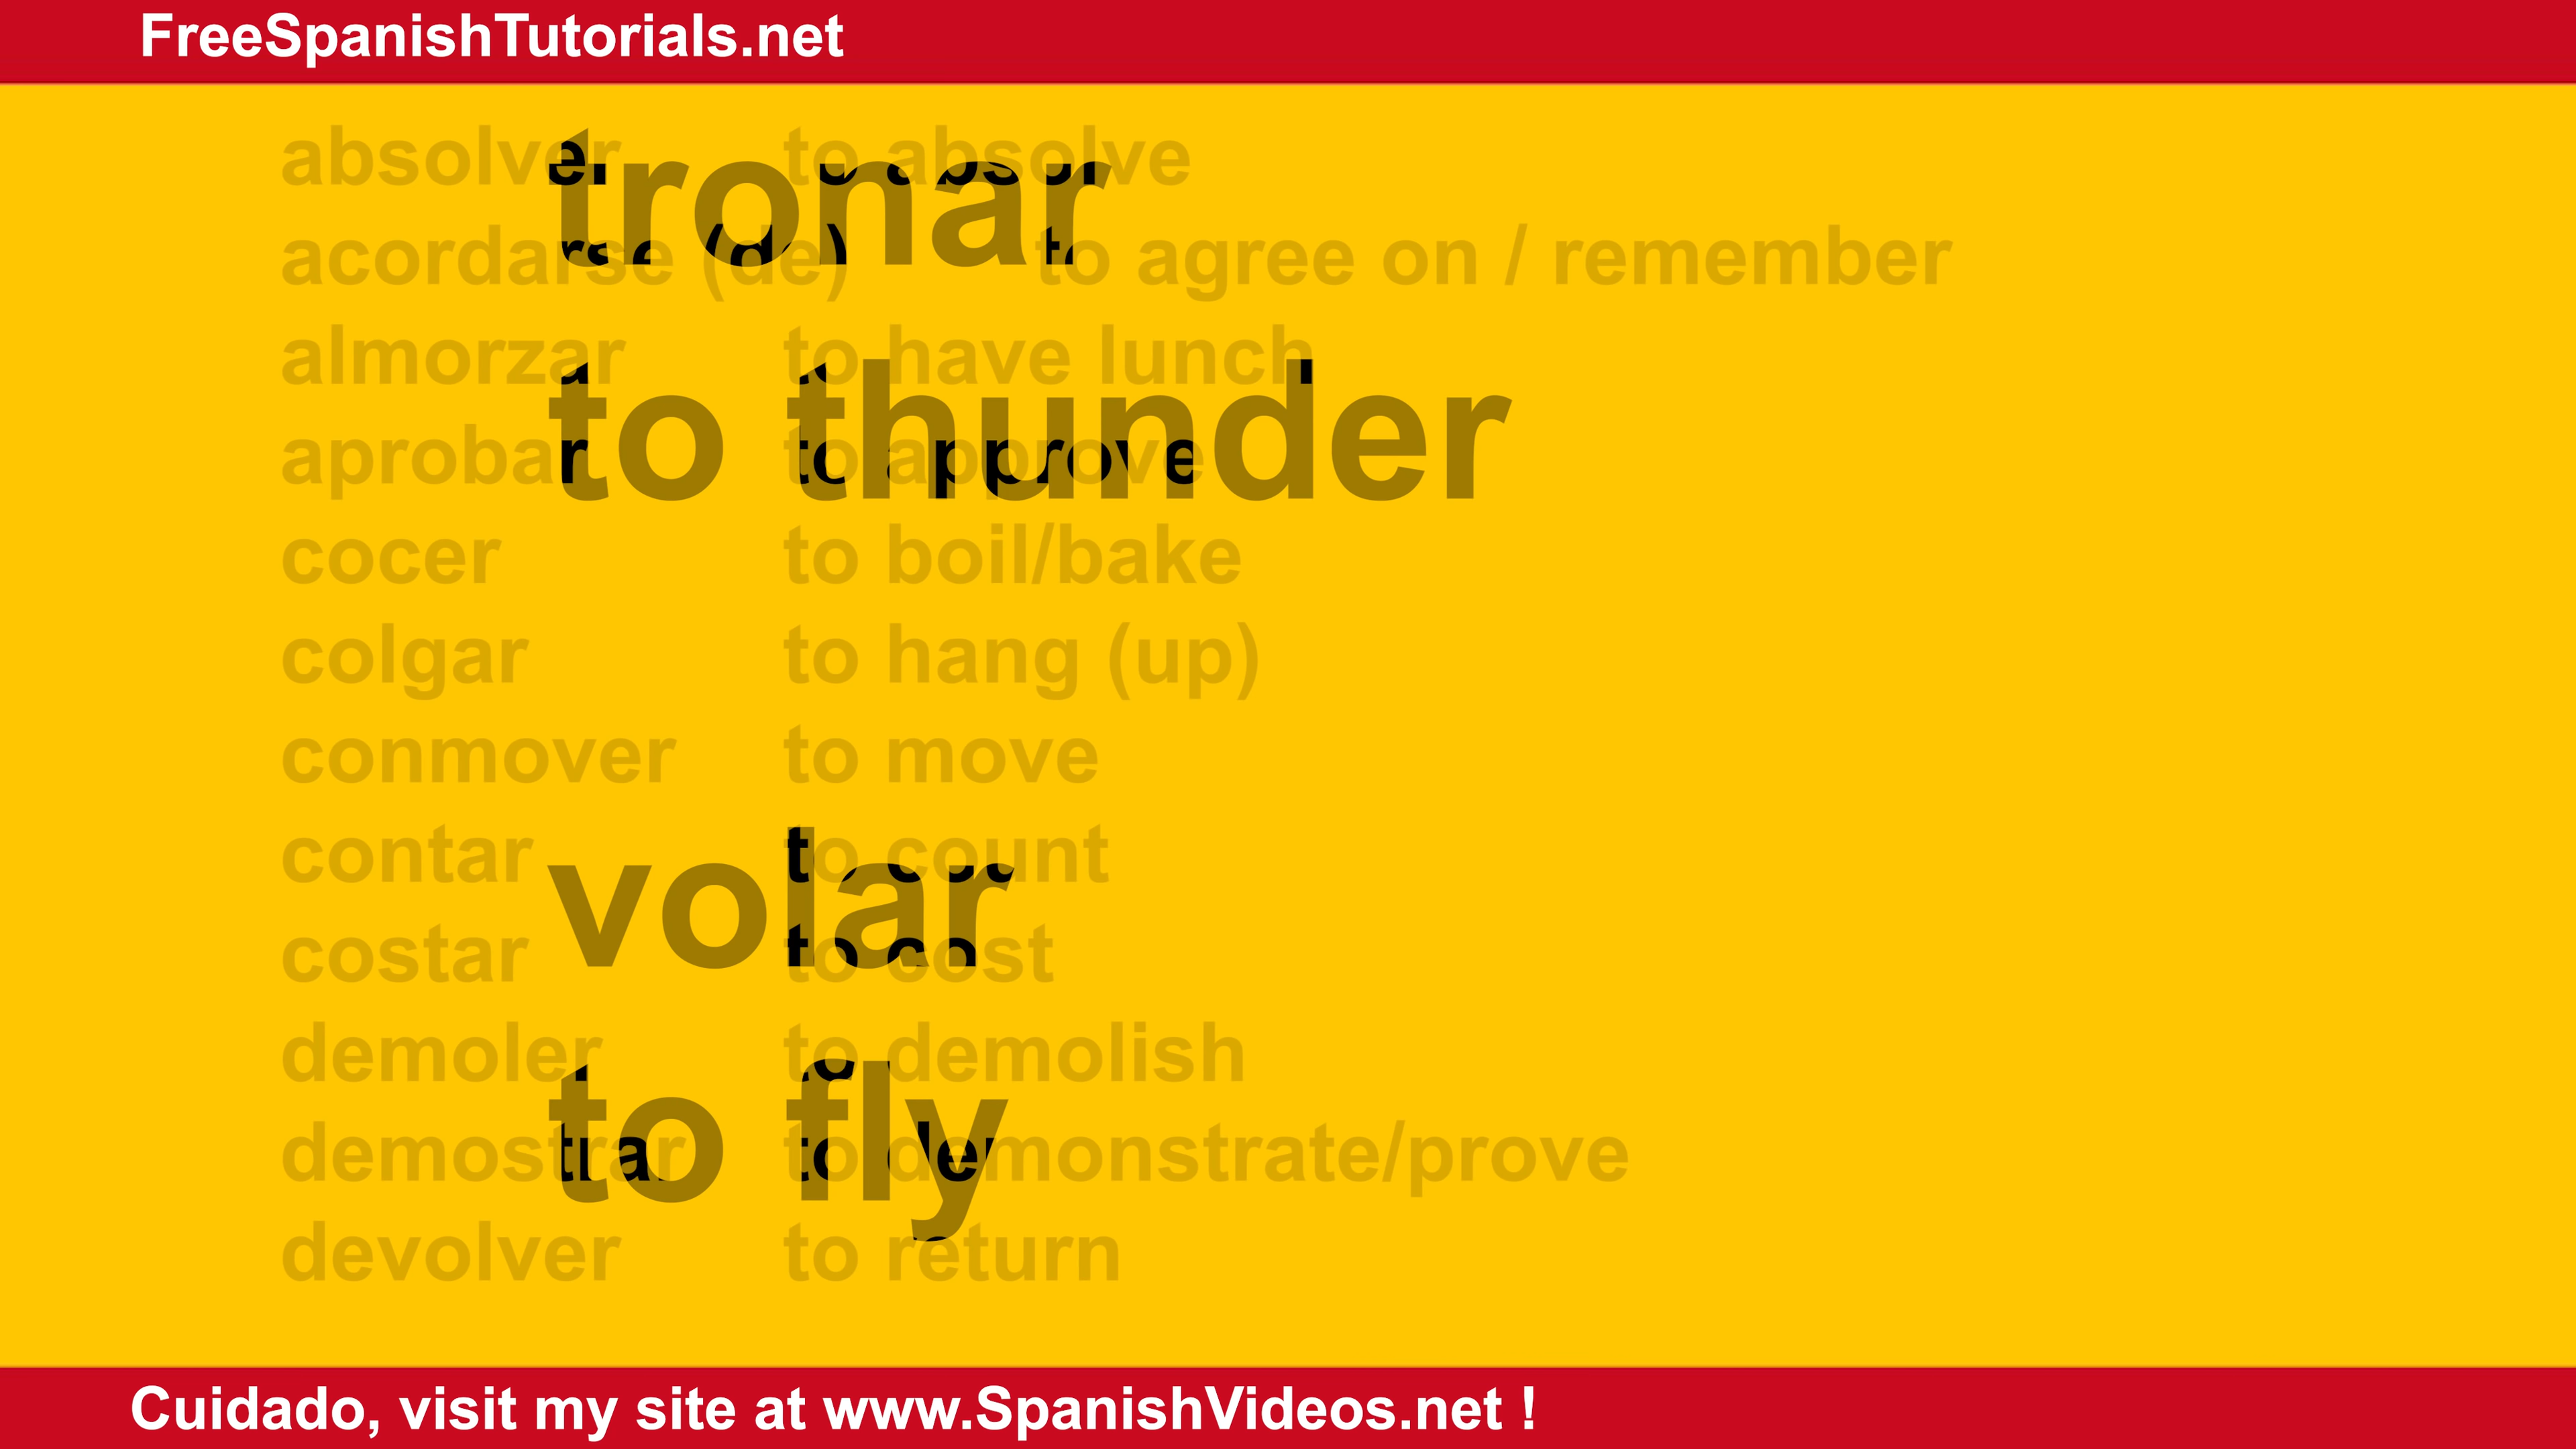 FreeSpanishTutorials.net
absolver to absolve
tronar
acordarse (de) to agree on / remember
almorzar to have lunch
to thunder
aprobar to approve
cocer to boil/bake
colgar to hang (up)
conmover to move
contar to count
volar
costar to cost
demoler to demolish
to fly
demostrar to demonstrate/prove
devolver to return
Cuidado, visit my site at www.SpanishVideos.net !